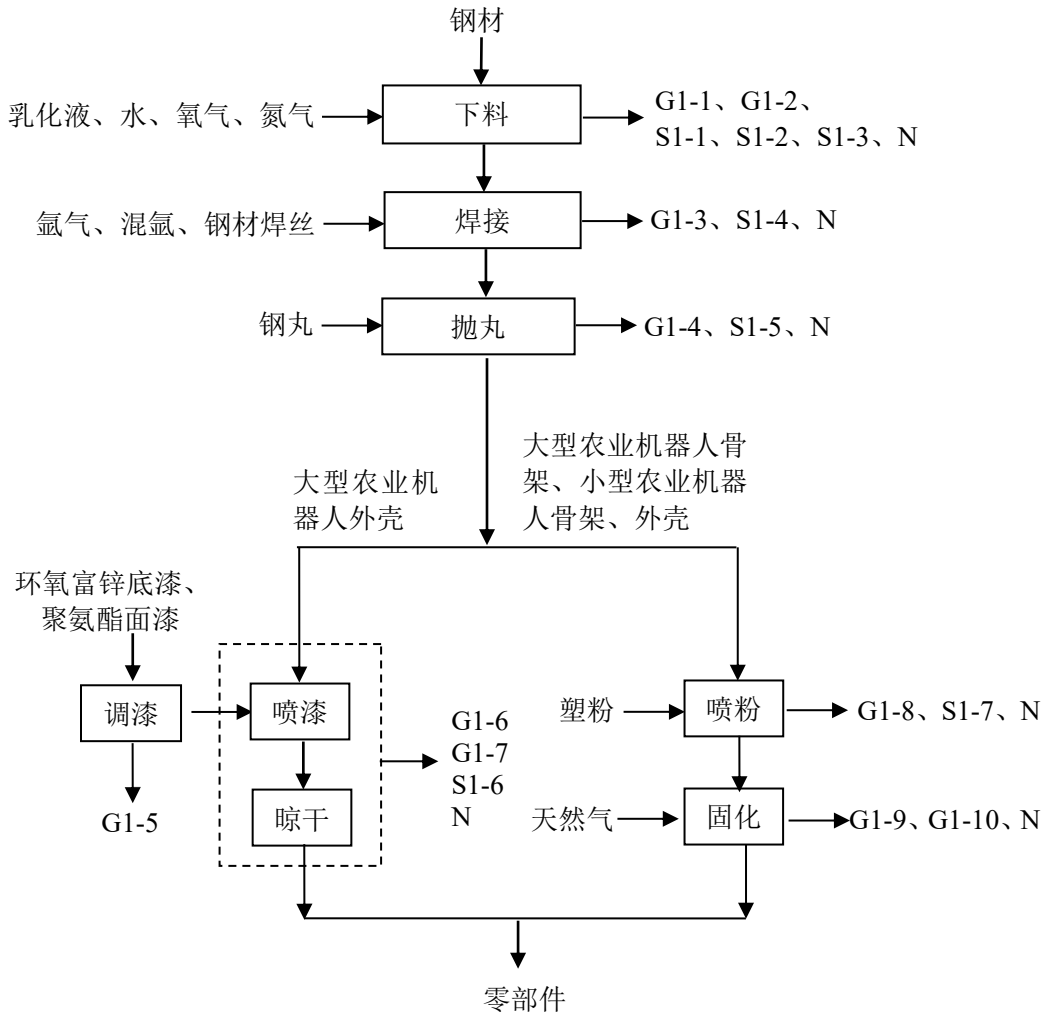 钢材
乳化液、水、氧气、氮气
下料
G1-1、G1-2、
S1-1、S1-2、S1-3、N
氩气、混氩、钢材焊丝
焊接
G1-3、S1-4、N
钢丸
抛丸
G1-4、S1-5、N
大型农业机
器人外壳
大型农业机器人骨
架、小型农业机器
人骨架、外壳
环氧富锌底漆、
聚氨酯面漆
调漆
G1-5
喷漆
晾干
G1-6
G1-7
S1-6
N
塑粉
喷粉
G1-8、S1-7、N
天然气
固化
G1-9、G1-10、N
零部件